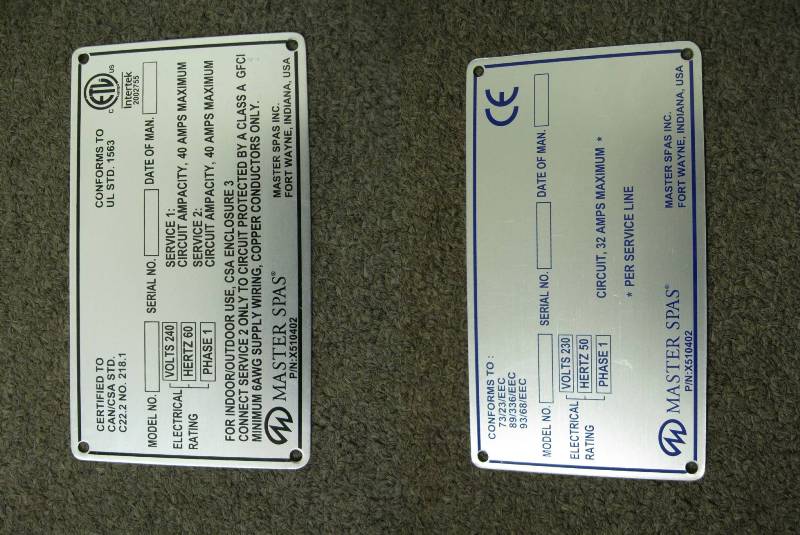 CERTIFIED TO
CAN/CSA STD.
C22.2 NO. 218.1
CONFORMS TO
UL STD. 1563
C ETL US
Intertek
2002755
MODEL NO. SERIAL NO. DATE OF MAN.
ELECTRICAL RATING
VOLTS 240
HERTZ 60
PHASE 1
SERVICE 1:
CIRCUIT AMPACITY, 40 AMPS MAXIMUM
SERVICE 2:
CIRCUIT AMPACITY, 40 AMPS MAXIMUM
FOR INDOOR/OUTDOOR USE, CSA ENCLOSURE 3
CONNECT SERVICE 2 ONLY TO CIRCUIT PROTECTED BY A CLASS A GFCI
MINIMUM 6AWG SUPPLY WIRING, COPPER CONDUCTORS ONLY.
MASTER SPAS®
P/N:X510402
MASTER SPAS INC.
FORT WAYNE, INDIANA, USA
CONFORMS TO :
73/23/EEC
89/336/EEC
93/68/EEC
CE
MODEL NO. SERIAL NO. DATE OF MAN.
ELECTRICAL RATING
VOLTS 230
HERTZ 50
PHASE 1
CIRCUIT, 32 AMPS MAXIMUM *
* PER SERVICE LINE
MASTER SPAS®
P/N:X510402
MASTER SPAS INC.
FORT WAYNE, INDIANA, USA